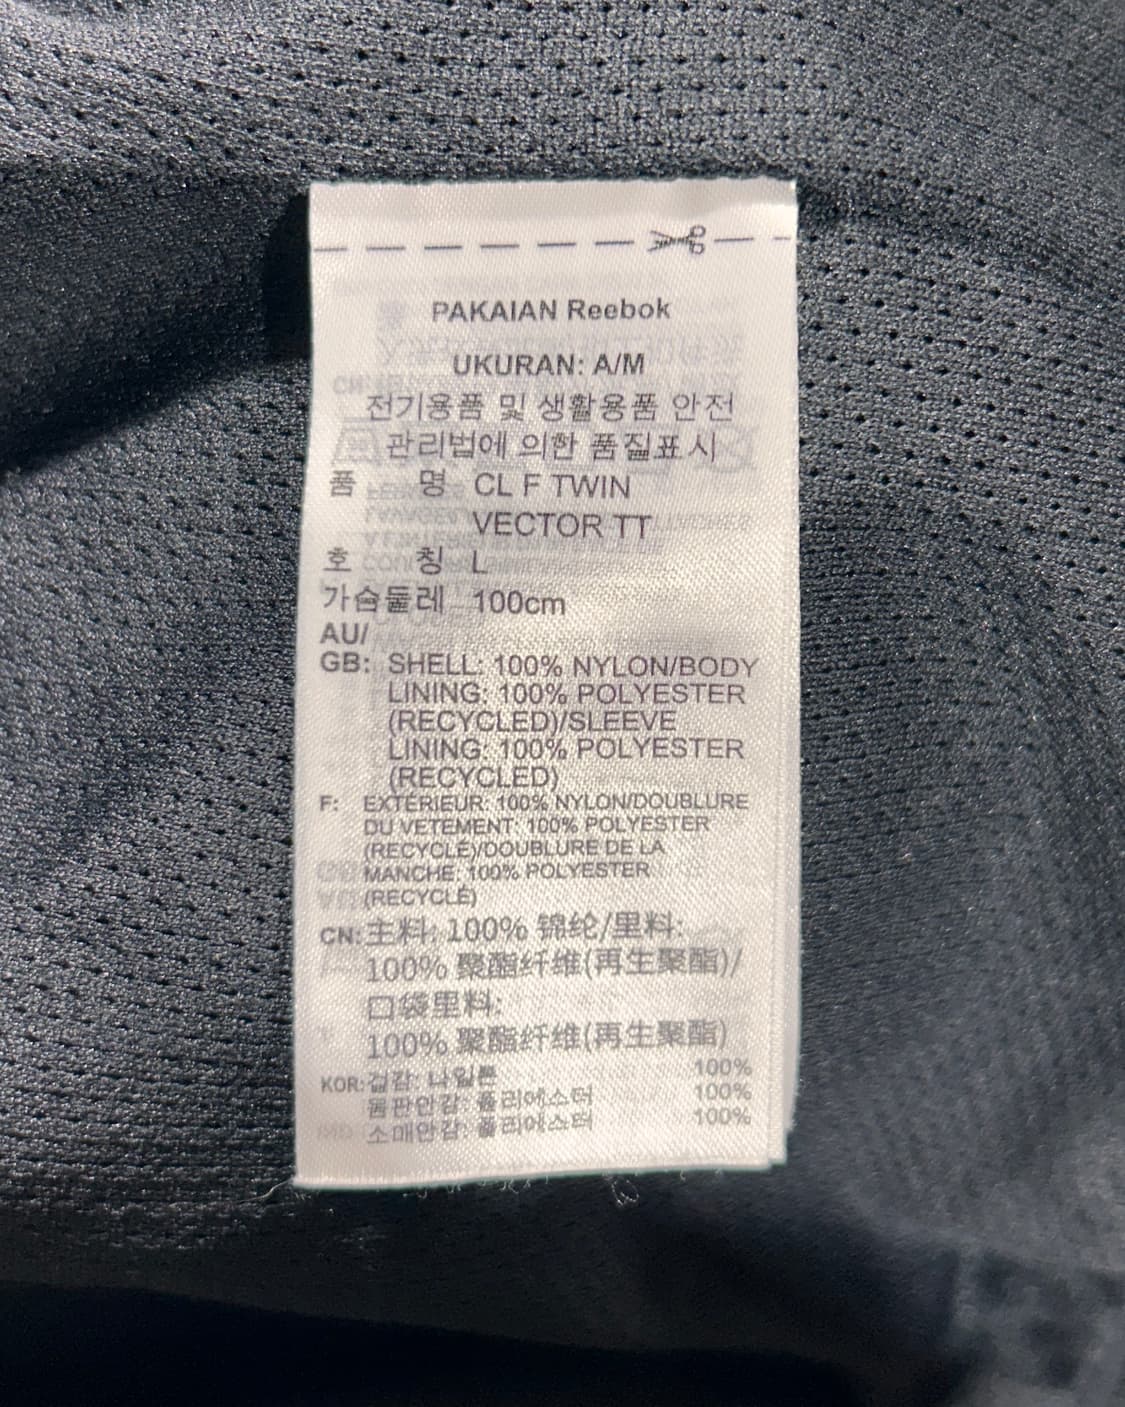 PAKAIAN Reebok
UKURAN: A/M
전기용품 및 생활용품 안전
관리법에 의한 품질표시
품 명 CL F TWIN
VECTOR TT
호 칭 L
가슴둘레 100cm
AU/
GB: SHELL: 100% NYLON/BODY
LINING: 100% POLYESTER
(RECYCLED)/SLEEVE
LINING: 100% POLYESTER
(RECYCLED)
F: EXTÉRIEUR: 100% NYLON/DOUBLURE
DU VETEMENT: 100% POLYESTER
(RECYCLÉ)/DOUBLURE DE LA
MANCHE: 100% POLYESTER
(RECYCLÉ)
CN: 主料: 100% 锦纶/里料:
100% 聚酯纤维(再生聚酯)/
口袋里料:
100% 聚酯纤维(再生聚酯)
KOR: 겉감: 나일론 100%
몸판안감: 폴리에스터 100%
소매안감: 폴리에스터 100%